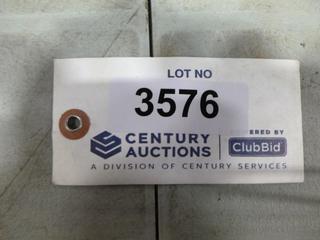 LOT NO
3576
CENTURY AUCTIONS
ERED BY
ClubBid
A DIVISION OF CENTURY SERVICES